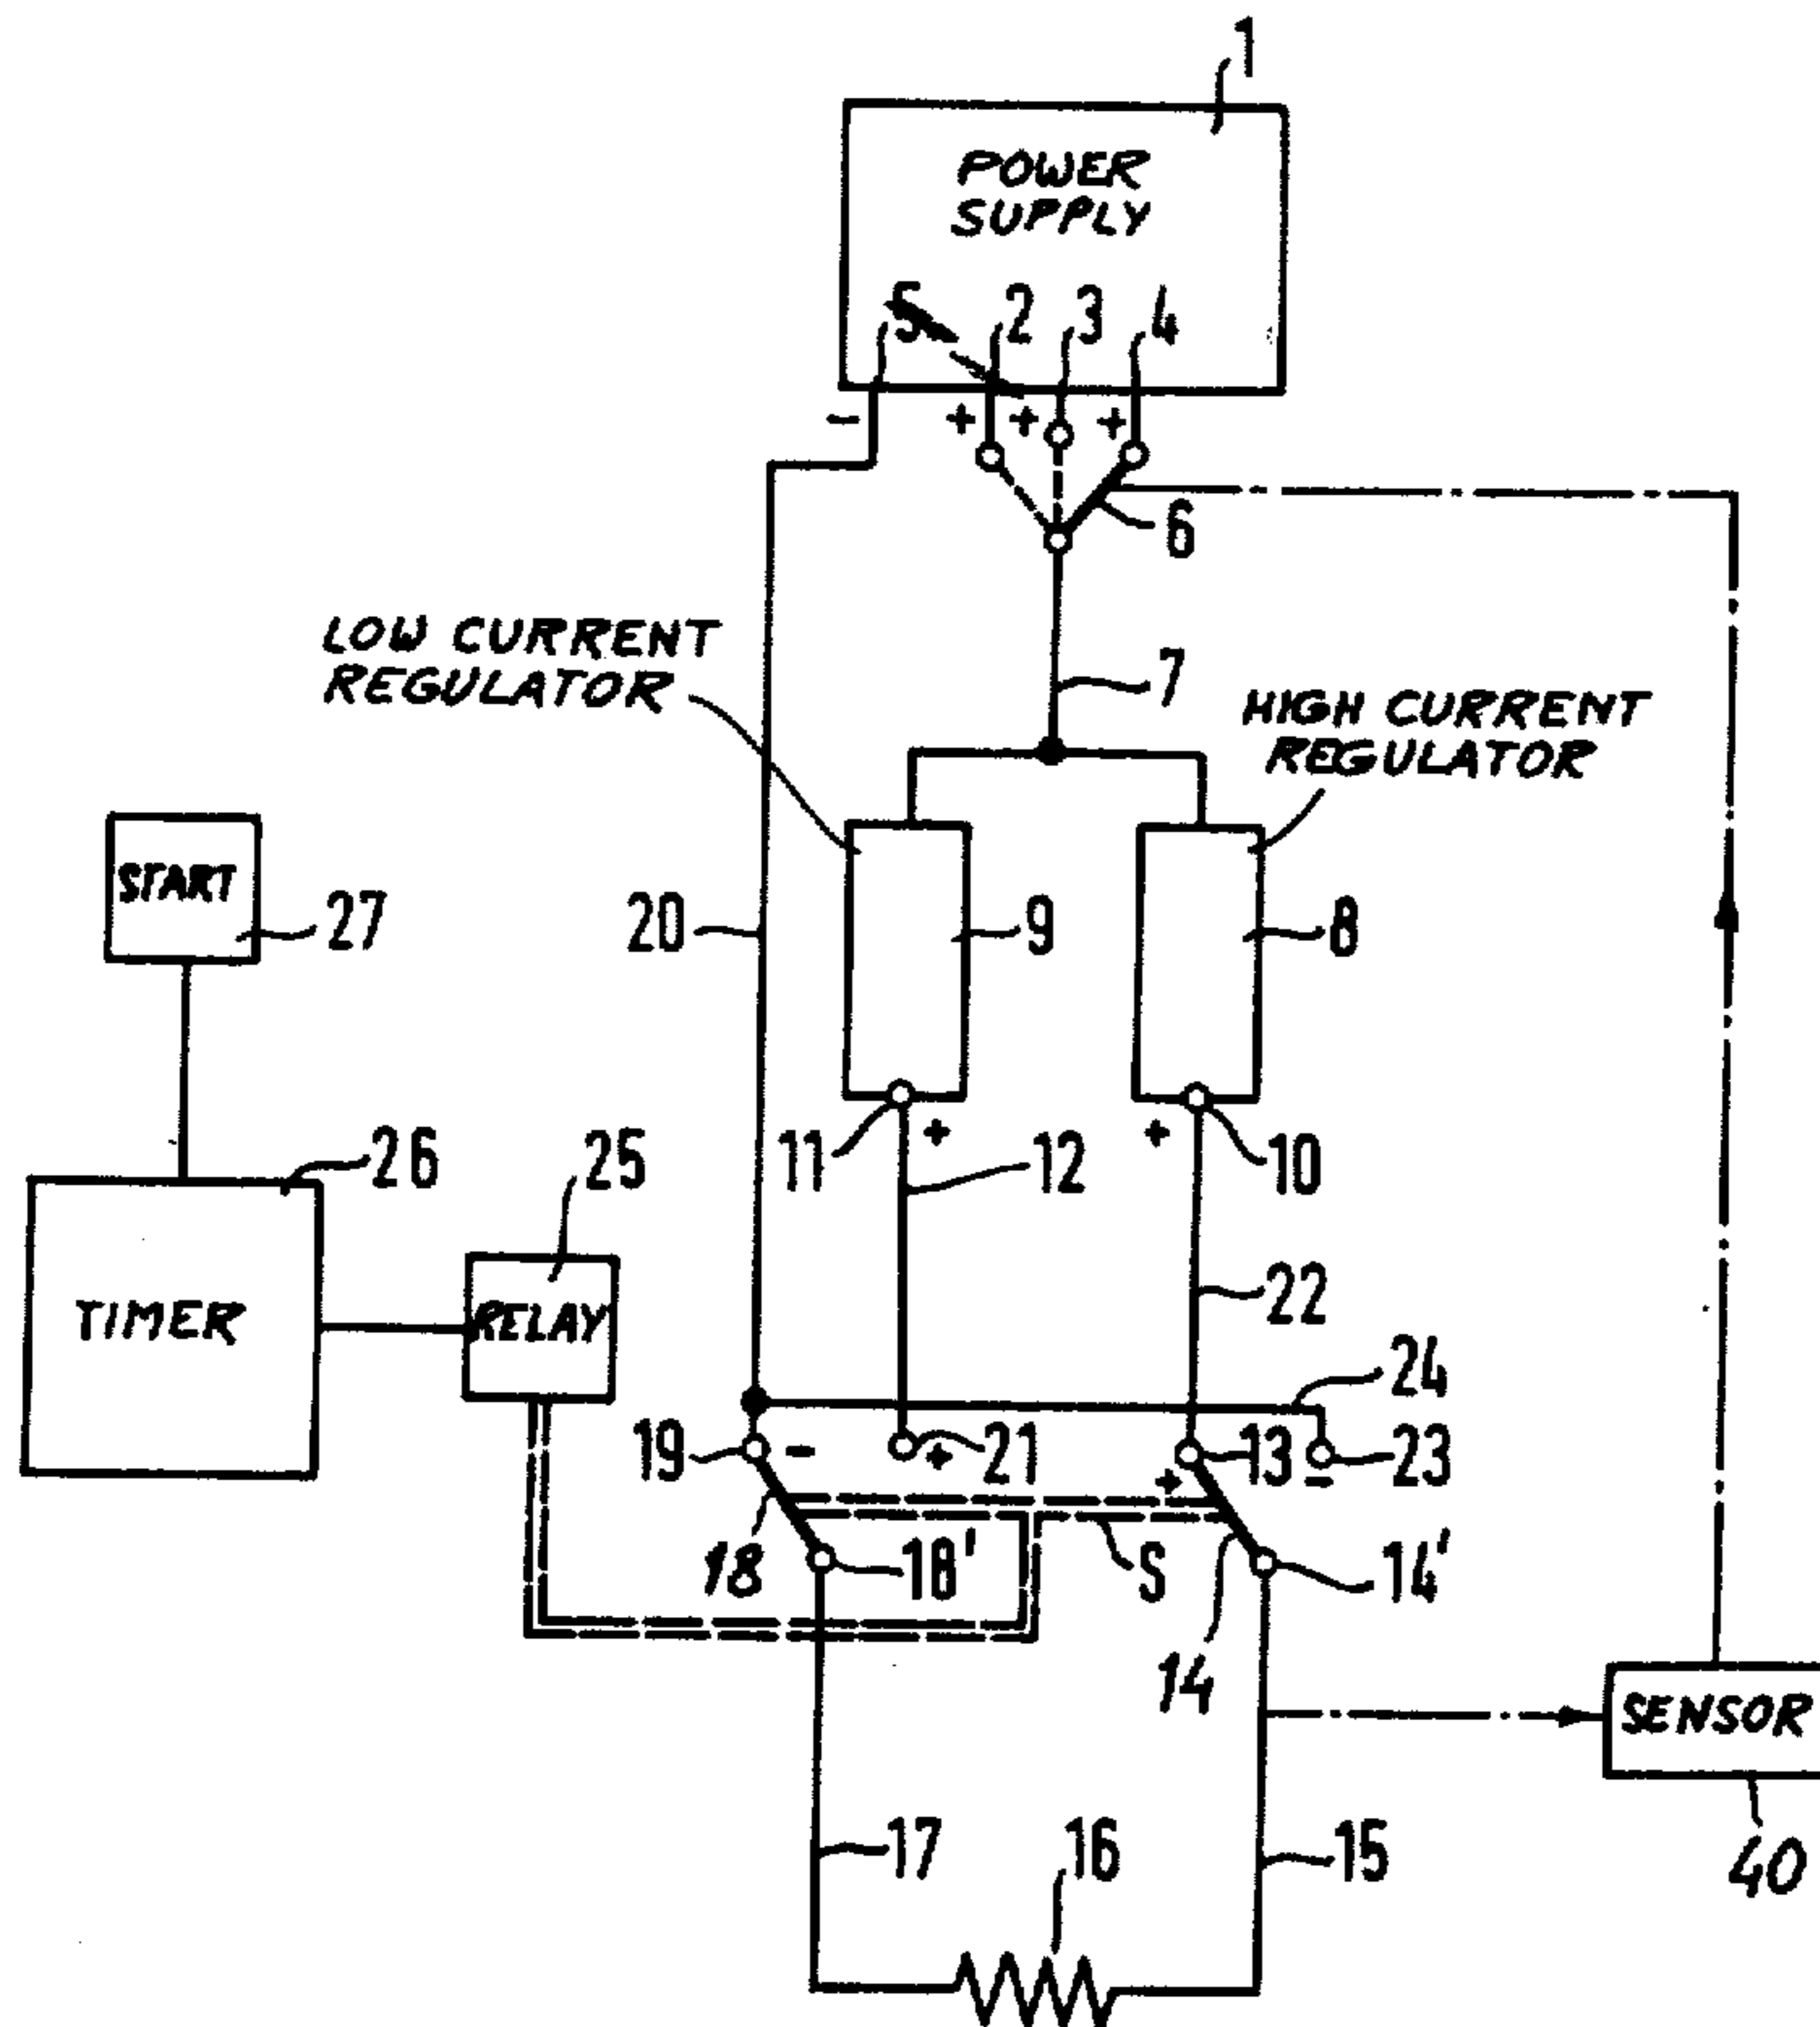 1
POWER
SUPPLY
5 2 3 4
- + + +
6
LOW CURRENT
REGULATOR
7
HIGH CURRENT
REGULATOR
START
27
20
9
8
26
25
11
+
12
+
10
TIMER
RELAY
22
24
19
-
21
+
13
+
23
-
18
18'
S
14
14'
SENSOR
17
16
15
40